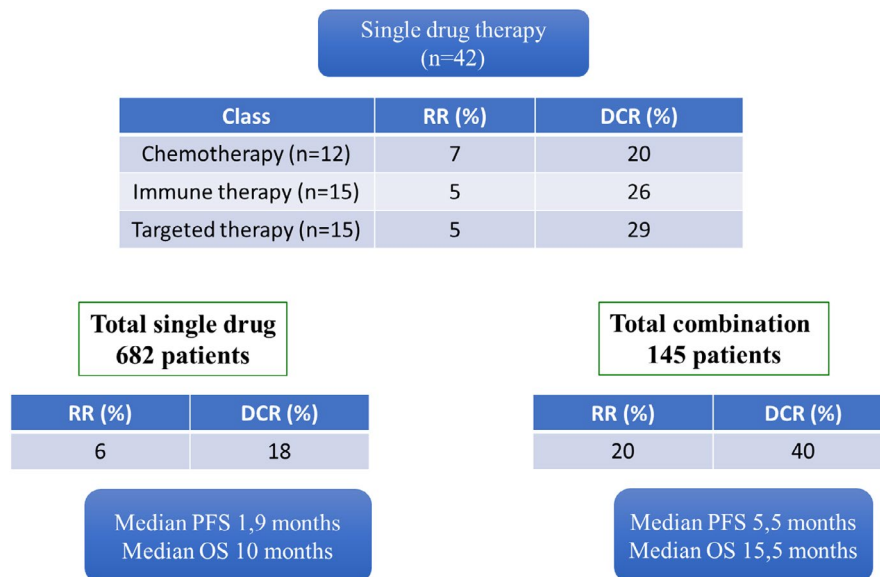 Single drug therapy
(n=42)
Class RR (%) DCR (%)
Chemotherapy (n=12) 7 20
Immune therapy (n=15) 5 26
Targeted therapy (n=15) 5 29
Total single drug
682 patients
RR (%) DCR (%)
6 18
Median PFS 1,9 months
Median OS 10 months
Total combination
145 patients
RR (%) DCR (%)
20 40
Median PFS 5,5 months
Median OS 15,5 months